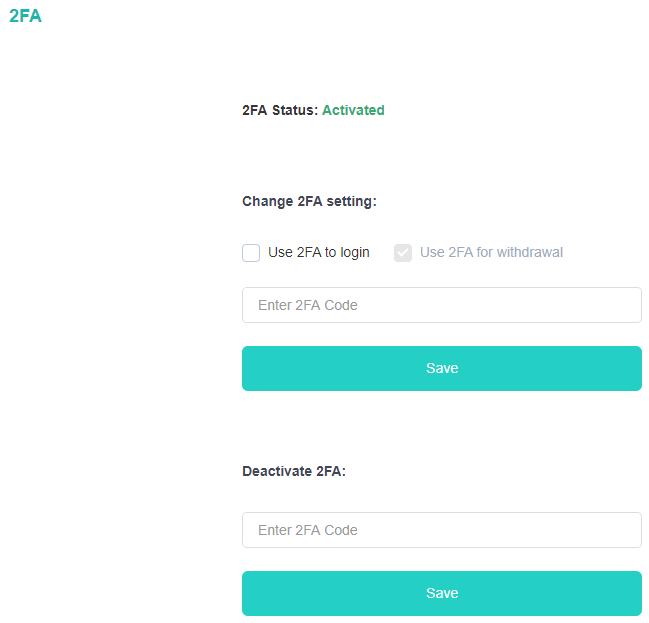 2FA
2FA Status: Activated
Change 2FA setting:
Use 2FA to login Use 2FA for withdrawal
Enter 2FA Code
Save
Deactivate 2FA:
Enter 2FA Code
Save